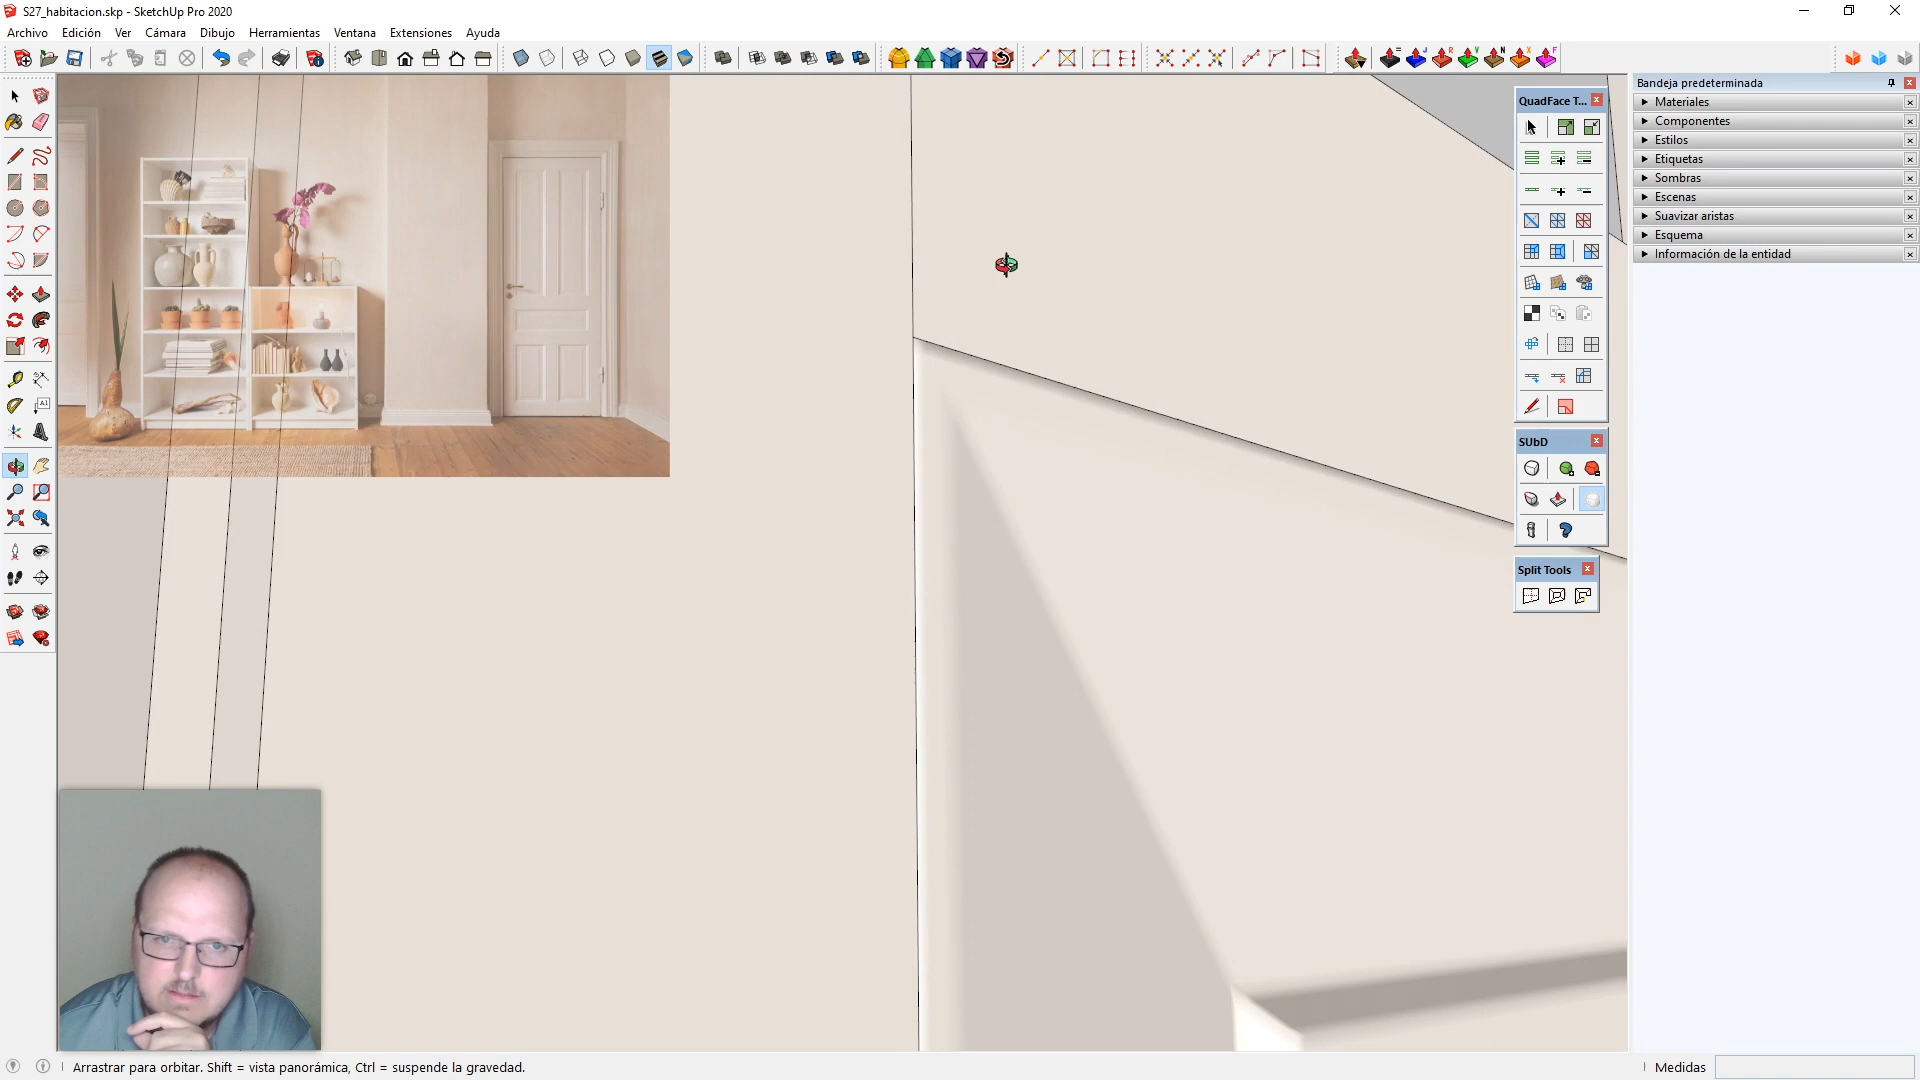 S27_habitacion.skp - SketchUp Pro 2020
Archivo Edición Ver Cámara Dibujo Herramientas Ventana Extensiones Ayuda
Bandeja predeterminada
Materiales
Componentes
Estilos
Etiquetas
Sombras
Escenas
Suavizar aristas
Esquema
Información de la entidad
QuadFace T...
SUbD
Split Tools
Arrastrar para orbitar. Shift = vista panorámica, Ctrl = suspende la gravedad.
Medidas